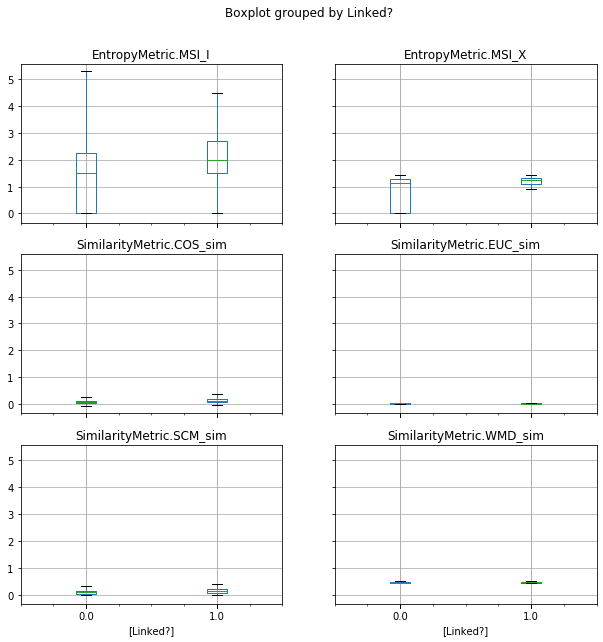 Boxplot grouped by Linked?
EntropyMetric.MSI_I
EntropyMetric.MSI_X
5
4
3
2
1
0
SimilarityMetric.COS_sim
SimilarityMetric.EUC_sim
5
4
3
2
1
0
SimilarityMetric.SCM_sim
SimilarityMetric.WMD_sim
5
4
3
2
1
0
0.0 1.0
0.0 1.0
[Linked?]
[Linked?]